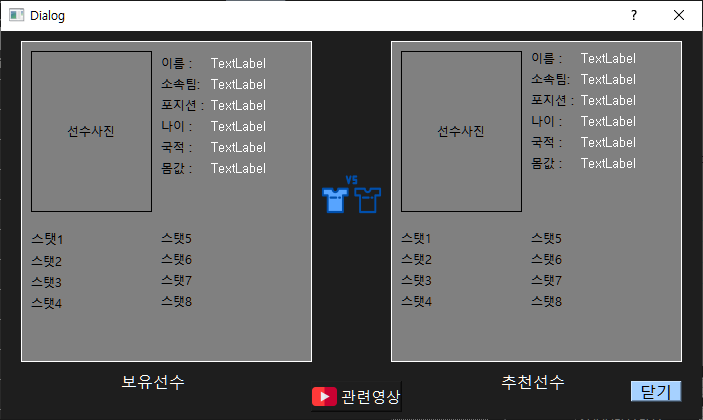 Dialog
선수사진
이름 : TextLabel
소속팀: TextLabel
포지션 : TextLabel
나이 : TextLabel
국적 : TextLabel
몸값 : TextLabel
스탯1 스탯5
스탯2 스탯6
스탯3 스탯7
스탯4 스탯8
VS
선수사진
이름 : TextLabel
소속팀: TextLabel
포지션 : TextLabel
나이 : TextLabel
국적 : TextLabel
몸값 : TextLabel
스탯1 스탯5
스탯2 스탯6
스탯3 스탯7
스탯4 스탯8
보유선수
관련영상
추천선수
닫기